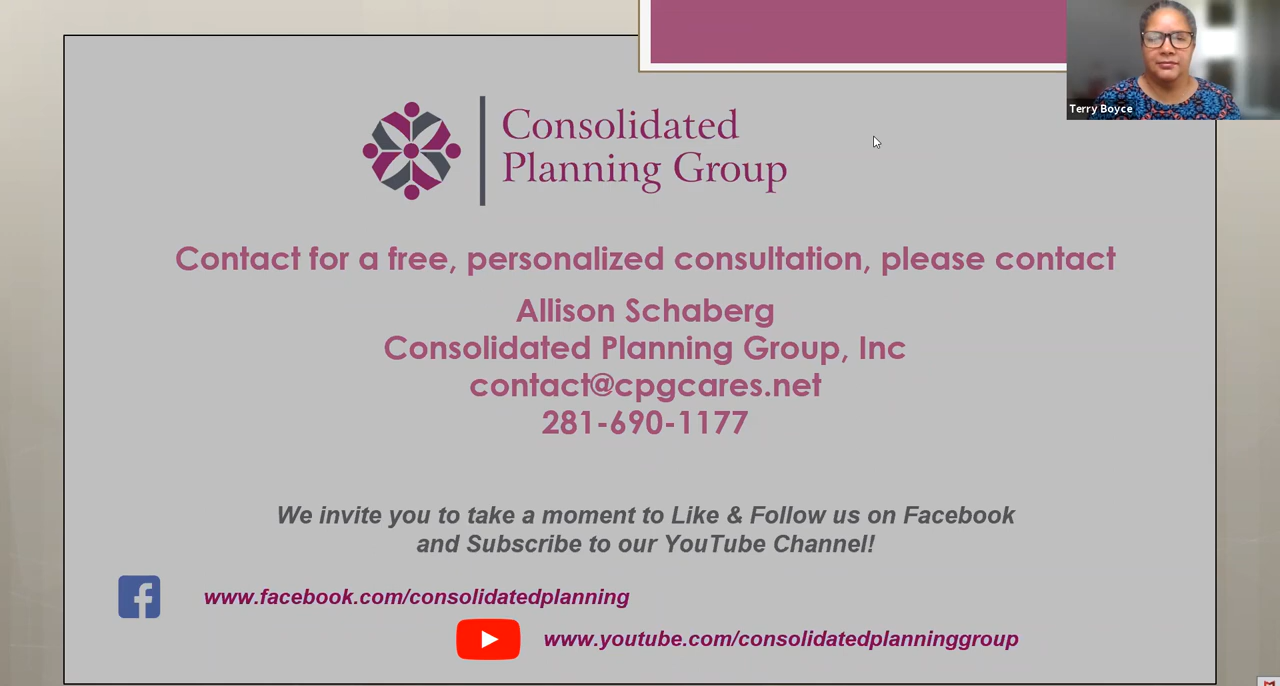 Terry Boyce
Consolidated
Planning Group
Contact for a free, personalized consultation, please contact
Allison Schaberg
Consolidated Planning Group, Inc
contact@cpgcares.net
281-690-1177
We invite you to take a moment to Like & Follow us on Facebook
and Subscribe to our YouTube Channel!
www.facebook.com/consolidatedplanning
www.youtube.com/consolidatedplanninggroup